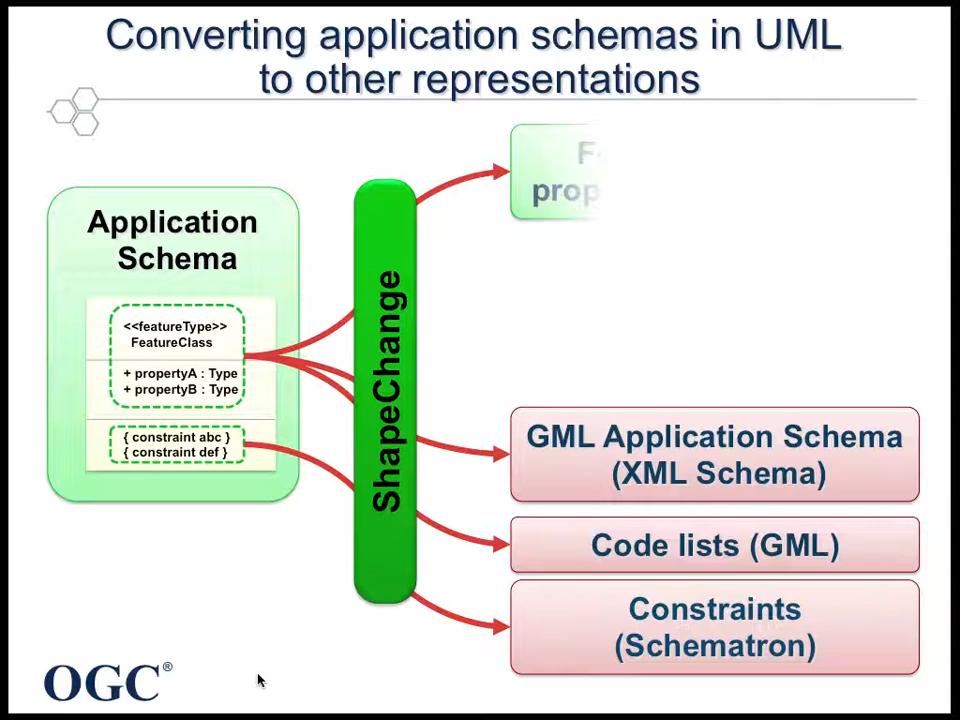 Converting application schemas in UML
to other representations
Application
Schema
<<featureType>>
FeatureClass
+ propertyA : Type
+ propertyB : Type
{ constraint abc }
{ constraint def }
ShapeChange
GML Application Schema
(XML Schema)
Code lists (GML)
Constraints
(Schematron)
OGC®